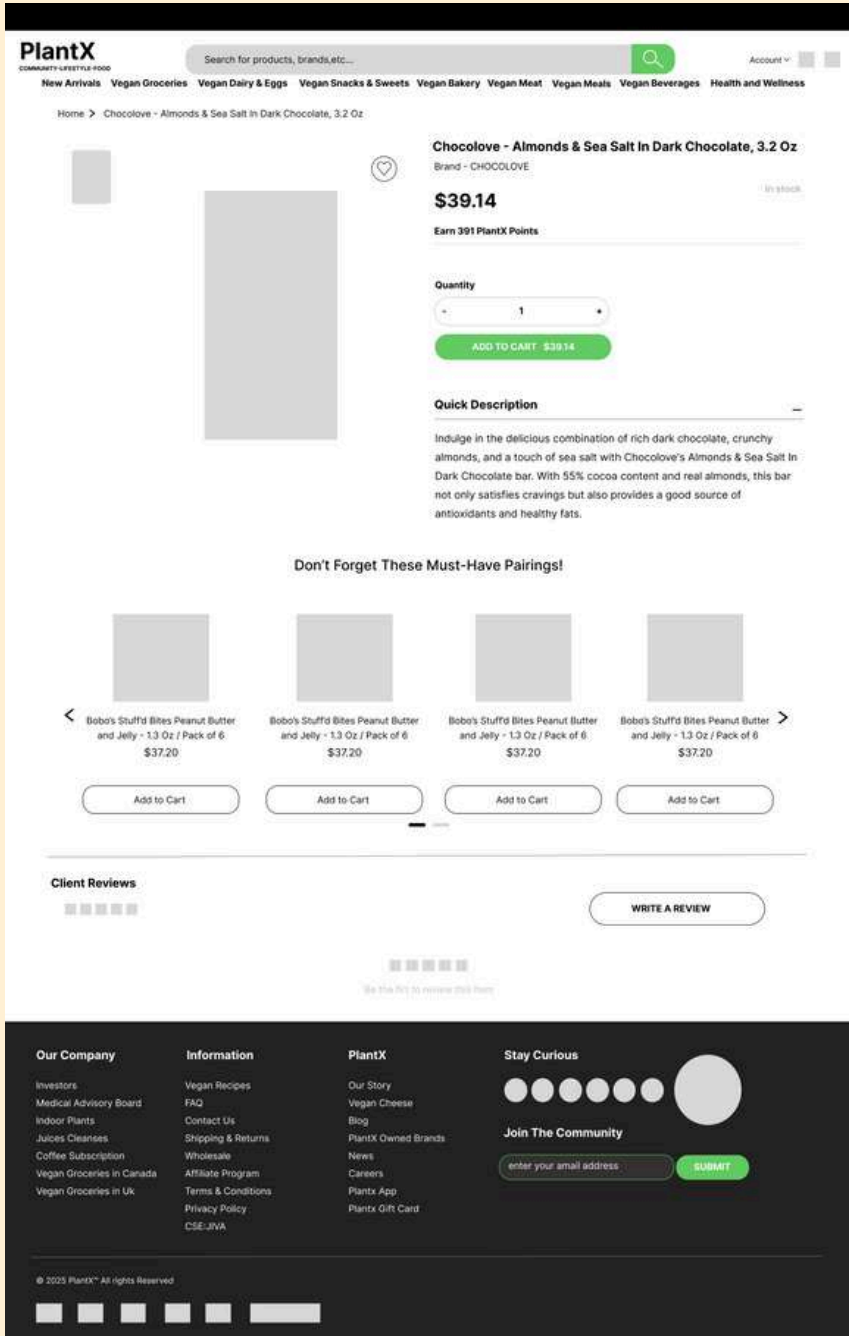 PlantX
COMMUNITY-LIFESTYLE-FOOD
Search for products, brands,etc...
Account
New Arrivals Vegan Groceries Vegan Dairy & Eggs Vegan Snacks & Sweets Vegan Bakery Vegan Meat Vegan Meals Vegan Beverages Health and Wellness
Home > Chocolove - Almonds & Sea Salt In Dark Chocolate, 3.2 Oz
Chocolove - Almonds & Sea Salt In Dark Chocolate, 3.2 Oz
Brand - CHOCOLOVE
$39.14
In stock
Earn 391 PlantX Points
Quantity
- 1 +
ADD TO CART $39.14
Quick Description
Indulge in the delicious combination of rich dark chocolate, crunchy
almonds, and a touch of sea salt with Chocolove's Almonds & Sea Salt In
Dark Chocolate bar. With 55% cocoa content and real almonds, this bar
not only satisfies cravings but also provides a good source of
antioxidants and healthy fats.
Don't Forget These Must-Have Pairings!
Bobo's Stuff'd Bites Peanut Butter
and Jelly - 1.3 Oz / Pack of 6
$37.20
Add to Cart
Bobo's Stuff'd Bites Peanut Butter
and Jelly - 1.3 Oz / Pack of 6
$37.20
Add to Cart
Bobo's Stuff'd Bites Peanut Butter
and Jelly - 1.3 Oz / Pack of 6
$37.20
Add to Cart
Bobo's Stuff'd Bites Peanut Butter
and Jelly - 1.3 Oz / Pack of 6
$37.20
Add to Cart
Client Reviews
WRITE A REVIEW
Be the firt to review this item
Our Company
Investors
Medical Advisory Board
Indoor Plants
Juices Cleanses
Coffee Subscription
Vegan Groceries in Canada
Vegan Groceries in Uk
Information
Vegan Recipes
FAQ
Contact Us
Shipping & Returns
Wholesale
Affiliate Program
Terms & Conditions
Privacy Policy
CSE:JIVA
PlantX
Our Story
Vegan Cheese
Blog
PlantX Owned Brands
News
Careers
Plantx App
Plantx Gift Card
Stay Curious
Join The Community
enter your amail address
SUBMIT
© 2025 PlantX™ All rights Reserved